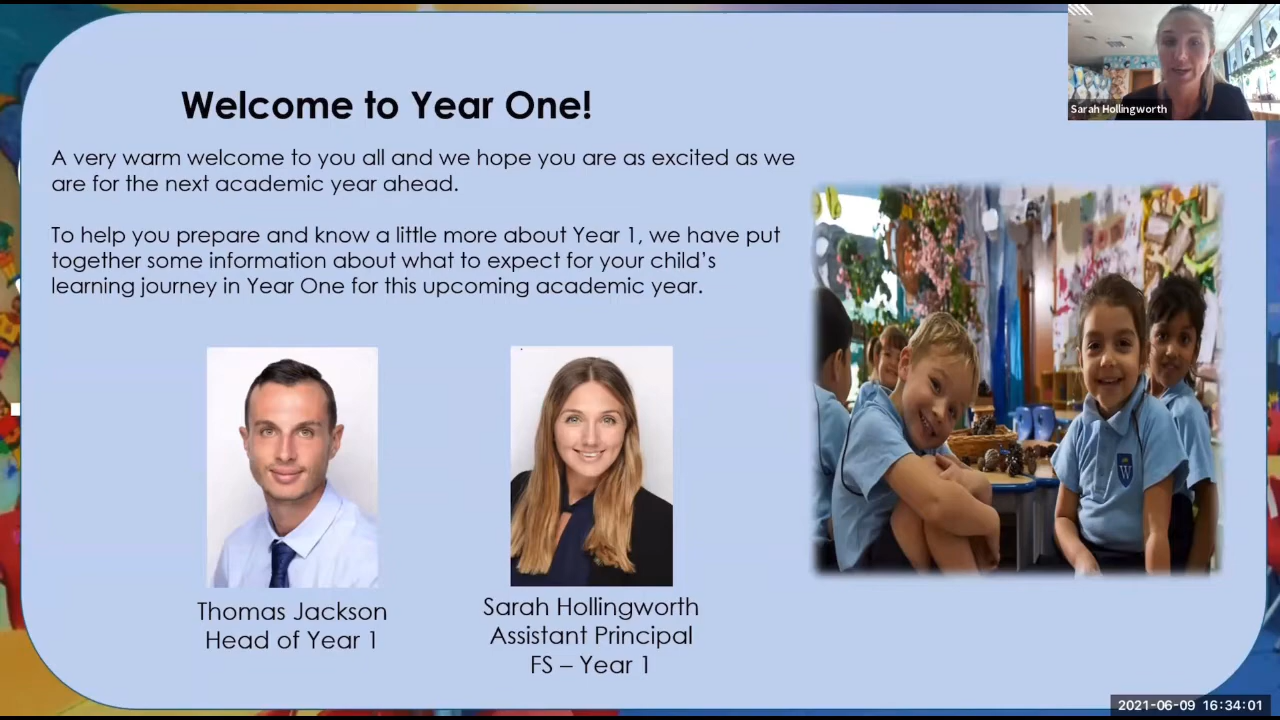 Welcome to Year One!
Sarah Hollingworth
A very warm welcome to you all and we hope you are as excited as we
are for the next academic year ahead.
To help you prepare and know a little more about Year 1, we have put
together some information about what to expect for your child’s
learning journey in Year One for this upcoming academic year.
W
Thomas Jackson
Head of Year 1
Sarah Hollingworth
Assistant Principal
FS – Year 1
2021-06-09 16:34:01